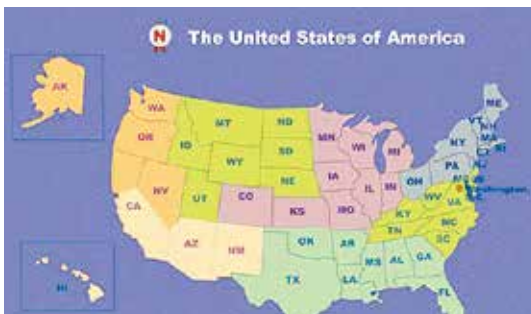 N The United States of America
AK
WA
OR
ID
MT
ND
MN
WI
MI
ME
VT
NH
MA
RI
CT
NY
NJ
PA
SD
WY
NE
IA
IL
IN
OH
NV
UT
CO
KS
MO
KY
WV
VA
Washington
CA
AZ
NM
OK
AR
TN
NC
SC
TX
LA
MS
AL
GA
FL
HI